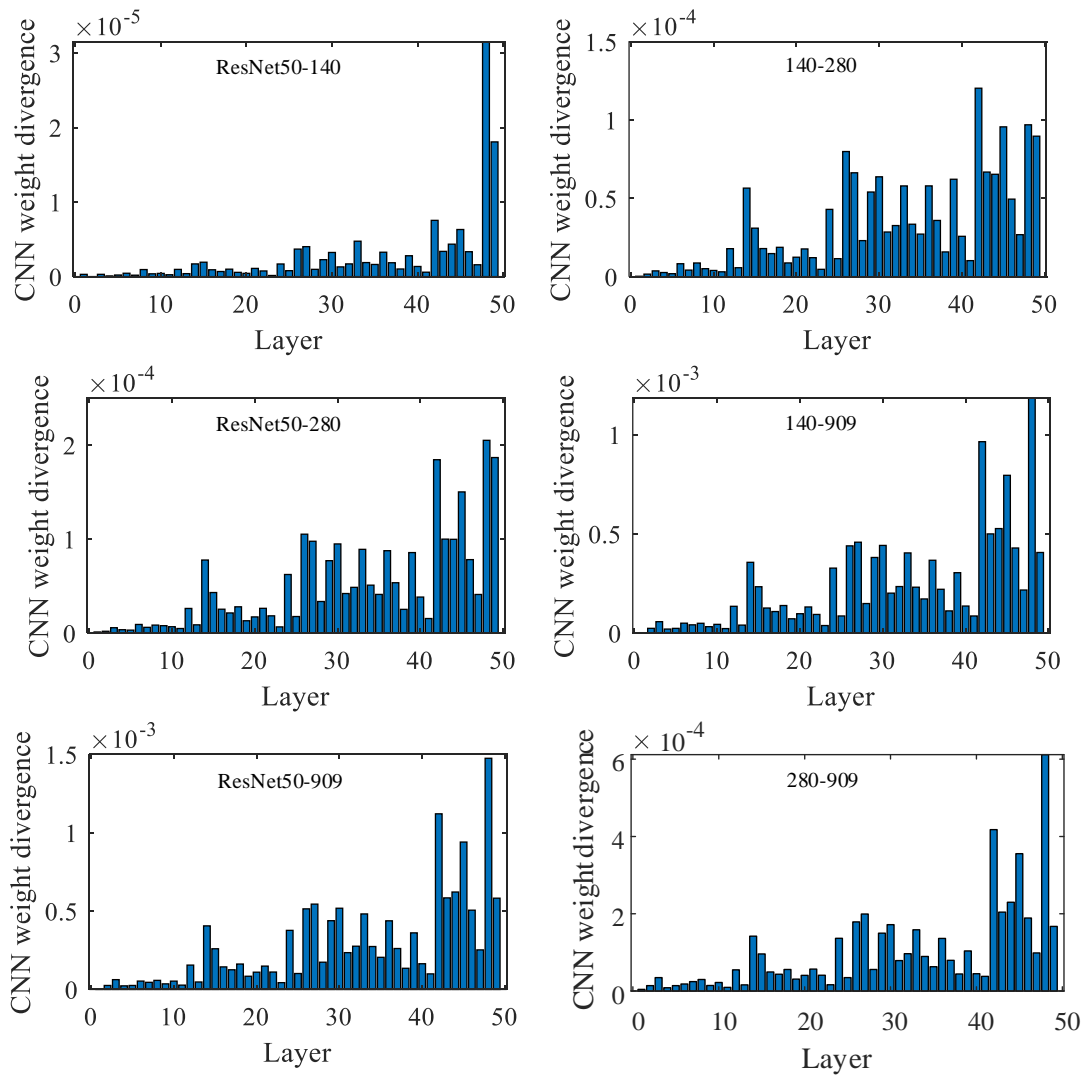 ×10-5
CNN weight divergence
3
2
1
0
ResNet50-140
0 10 20 30 40 50
Layer
×10-4
CNN weight divergence
1.5
1
0.5
0
140-280
0 10 20 30 40 50
Layer
×10-4
CNN weight divergence
2
1
0
ResNet50-280
0 10 20 30 40 50
Layer
×10-3
CNN weight divergence
1
0.5
0
140-909
0 10 20 30 40 50
Layer
×10-3
CNN weight divergence
1.5
1
0.5
0
ResNet50-909
0 10 20 30 40 50
Layer
× 10-4
CNN weight divergence
6
4
2
0
280-909
0 10 20 30 40 50
Layer